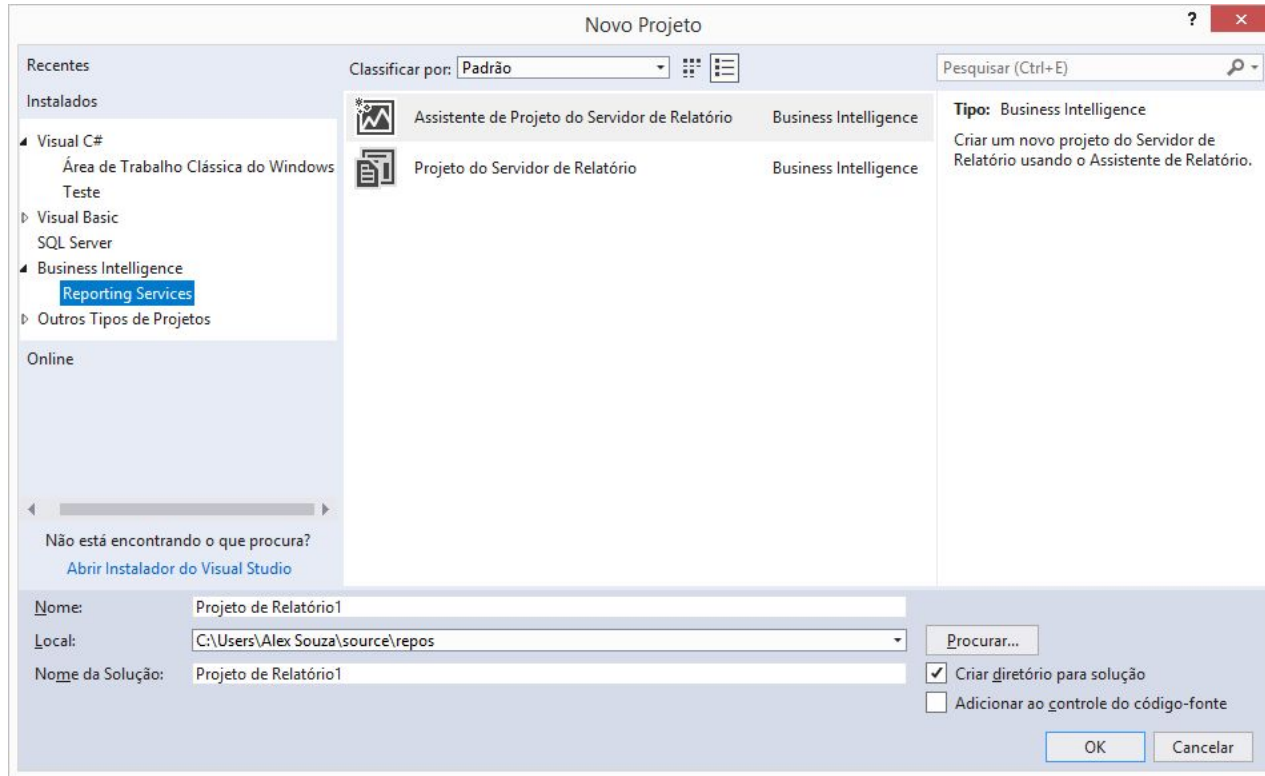 Novo Projeto
?
Recentes
Instalados
Visual C#
Área de Trabalho Clássica do Windows
Teste
Visual Basic
SQL Server
Business Intelligence
Reporting Services
Outros Tipos de Projetos
Online
Não está encontrando o que procura?
Abrir Instalador do Visual Studio
Classificar por: Padrão
Assistente de Projeto do Servidor de Relatório Business Intelligence
Projeto do Servidor de Relatório Business Intelligence
Pesquisar (Ctrl+E)
Tipo: Business Intelligence
Criar um novo projeto do Servidor de
Relatório usando o Assistente de Relatório.
Nome: Projeto de Relatório1
Local: C:\Users\Alex Souza\source\repos Procurar...
Nome da Solução: Projeto de Relatório1
Criar diretório para solução
Adicionar ao controle do código-fonte
OK Cancelar